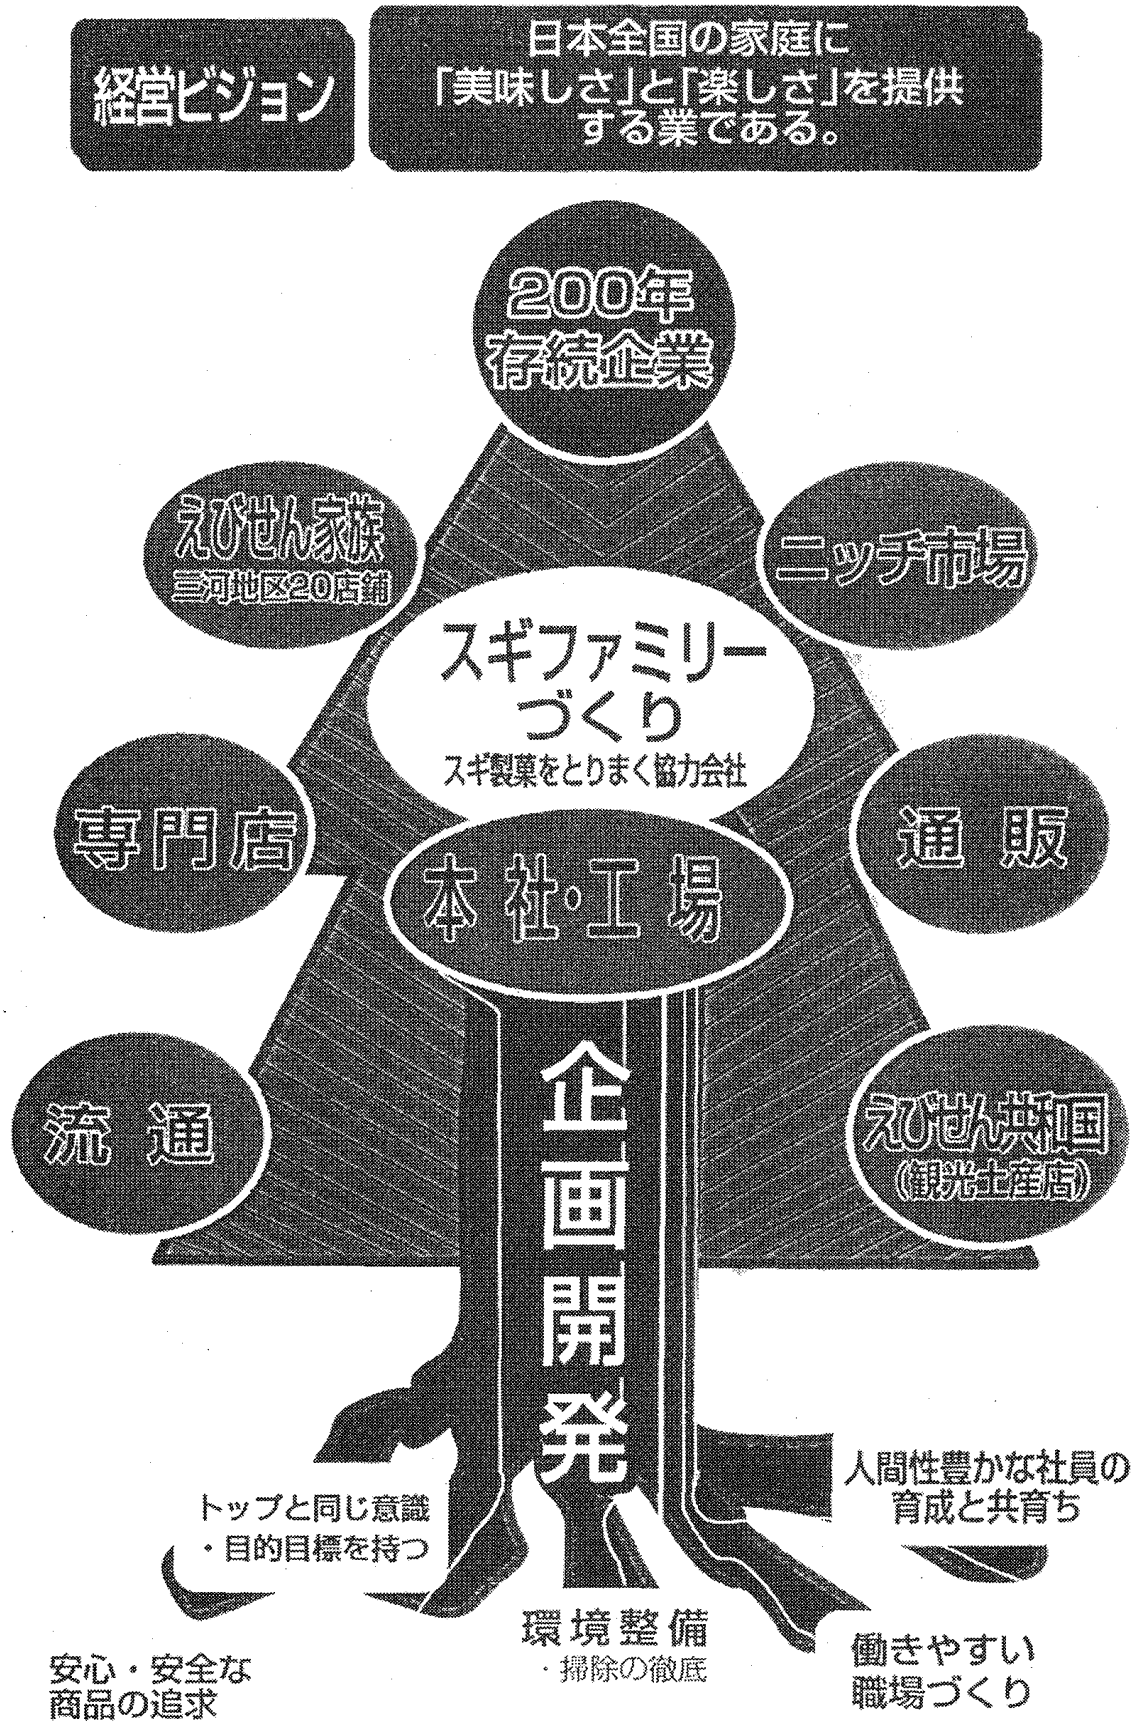 経営ビジョン
日本全国の家庭に
「美味しさ」と「楽しさ」を提供
する業である。
200年
存続企業
えびせん家族
三河地区20店舗
ニッチ市場
スギファミリー
づくり
スギ製菓をとりまく協力会社
専門店
通販
本社・工場
流通
えびせん共和国
(観光土産店)
企
画
開
発
トップと同じ意識
・目的目標を持つ
人間性豊かな社員の
育成と共育ち
環境整備
・掃除の徹底
安心・安全な
商品の追求
働きやすい
職場づくり